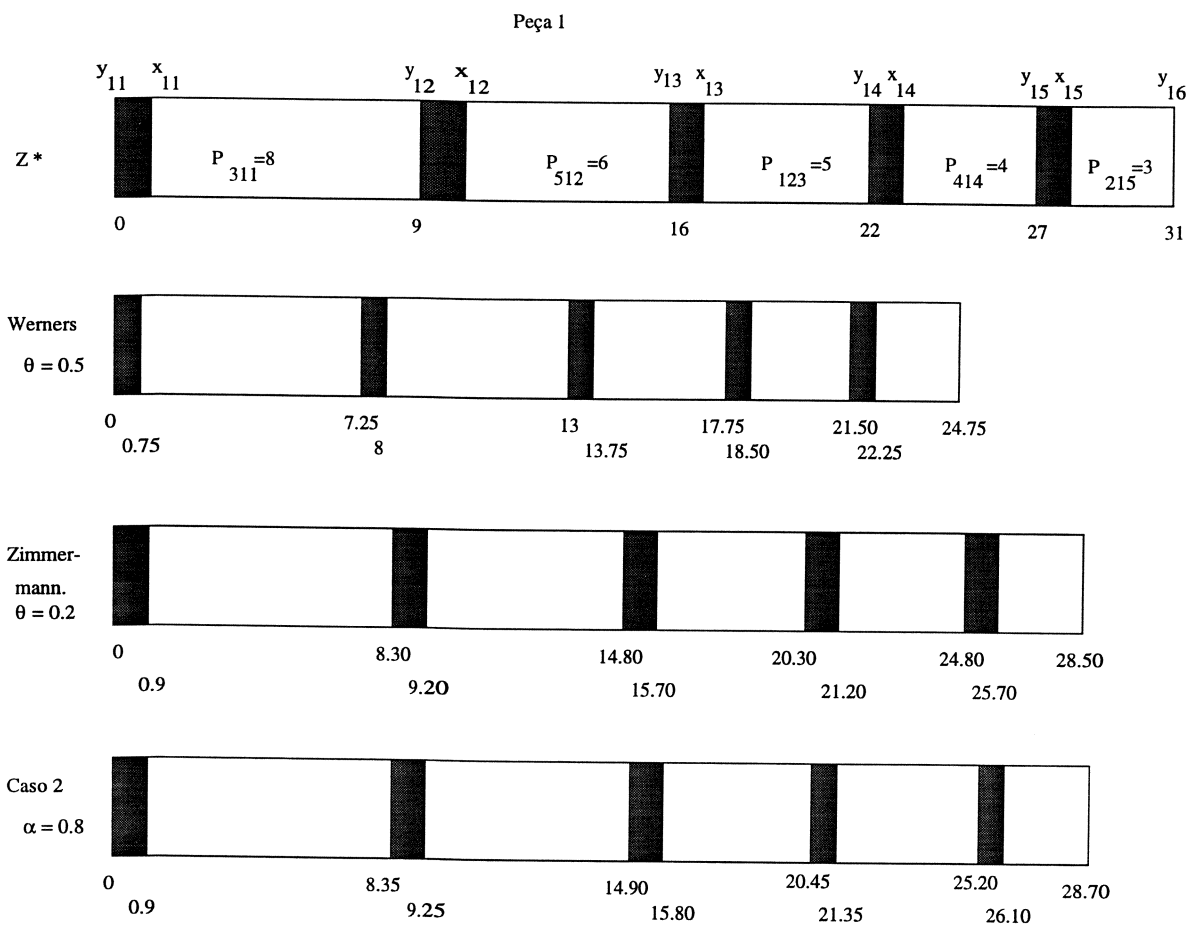 Peça 1
y11 x11 y12 x12 y13 x13 y14 x14 y15 x15 y16
Z * P311=8 P512=6 P123=5 P414=4 P215=3
0 9 16 22 27 31
Werners
θ = 0.5
0 7.25 13 17.75 21.50 24.75
0.75 8 13.75 18.50 22.25
Zimmer-
mann.
θ = 0.2
0 8.30 14.80 20.30 24.80 28.50
0.9 9.20 15.70 21.20 25.70
Caso 2
α = 0.8
0 8.35 14.90 20.45 25.20 28.70
0.9 9.25 15.80 21.35 26.10